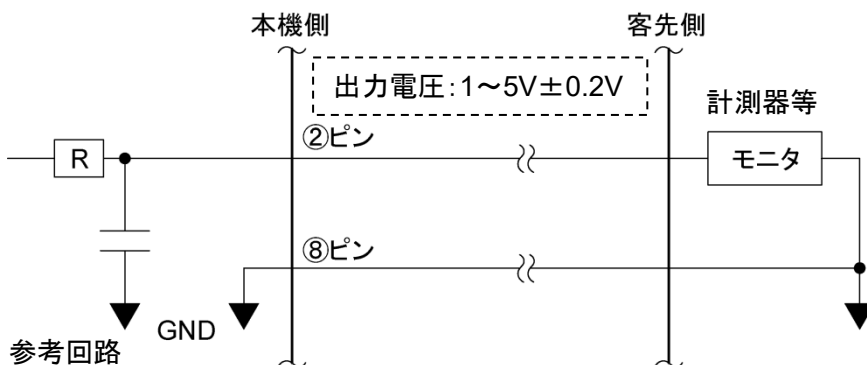 本機側
客先側
出力電圧:1～5V±0.2V
計測器等
②ピン
R
モニタ
⑧ピン
GND
参考回路